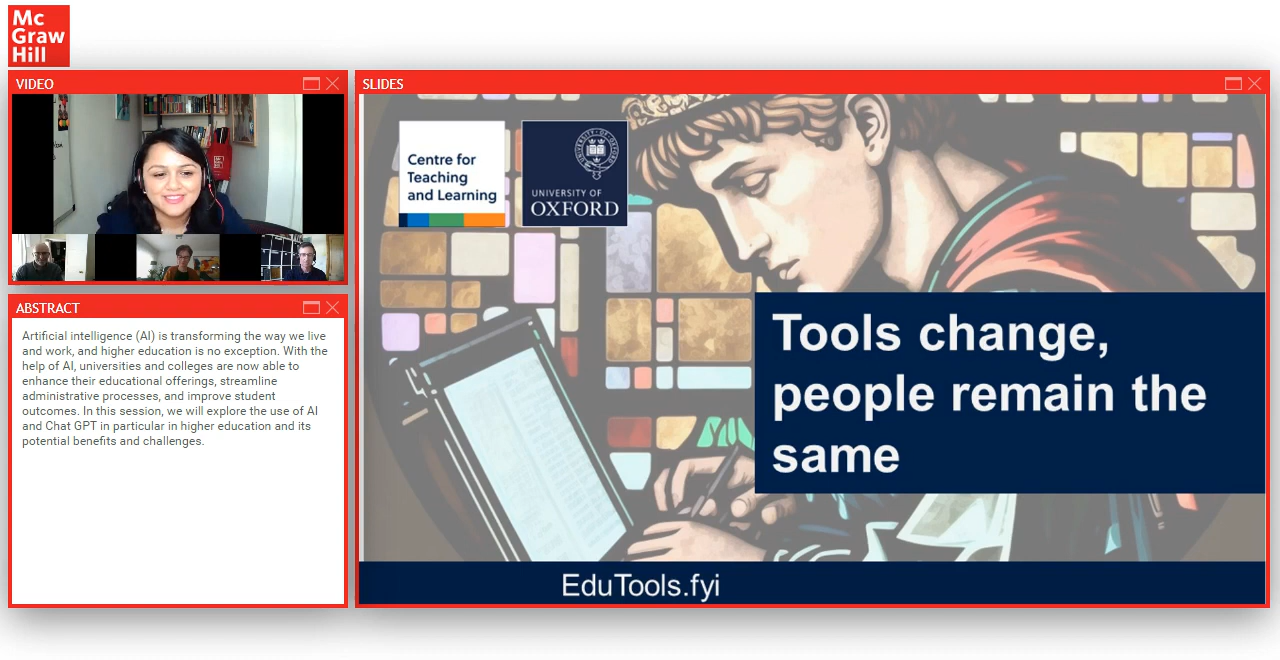 Mc
Graw
Hill
VIDEO
ABSTRACT
Artificial intelligence (AI) is transforming the way we live
and work, and higher education is no exception. With the
help of AI, universities and colleges are now able to
enhance their educational offerings, streamline
administrative processes, and improve student
outcomes. In this session, we will explore the use of AI
and Chat GPT in particular in higher education and its
potential benefits and challenges.
SLIDES
Centre for
Teaching
and Learning
UNIVERSITY OF
OXFORD
Tools change,
people remain the
same
EduTools.fyi